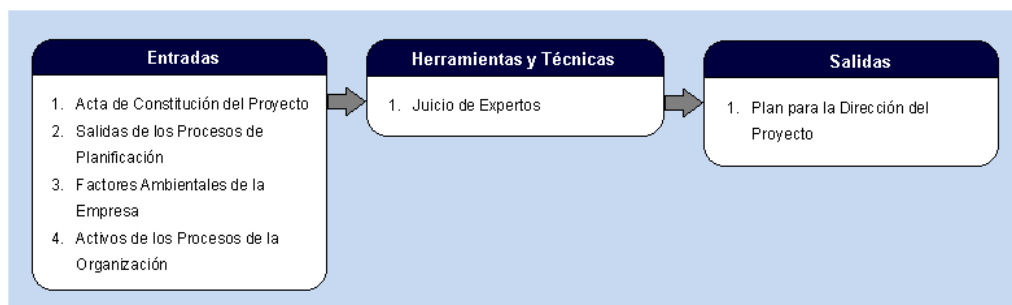 Entradas
1. Acta de Constitución del Proyecto
2. Salidas de los Procesos de
Planificación
3. Factores Ambientales de la
Empresa
4. Activos de los Procesos de la
Organización
Herramientas y Técnicas
1. Juicio de Expertos
Salidas
1. Plan para la Dirección del
Proyecto